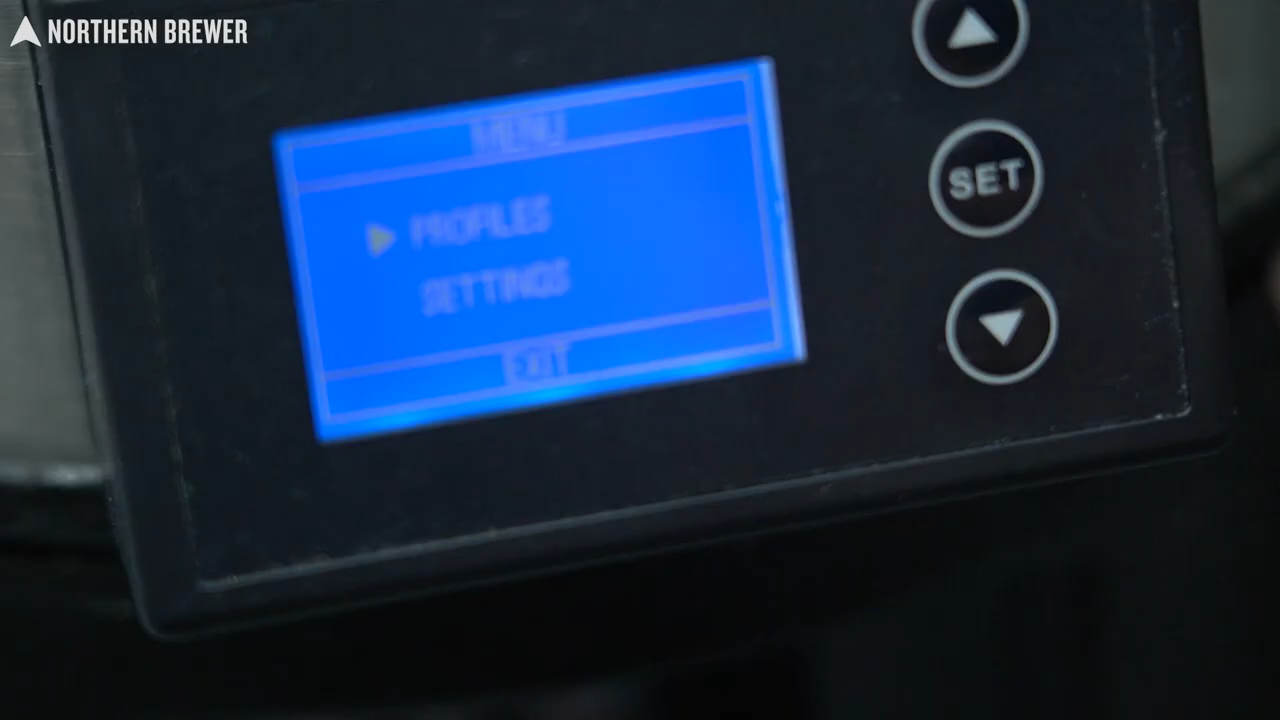 NORTHERN BREWER
MENU
PROFILES
SETTINGS
EXIT
SET